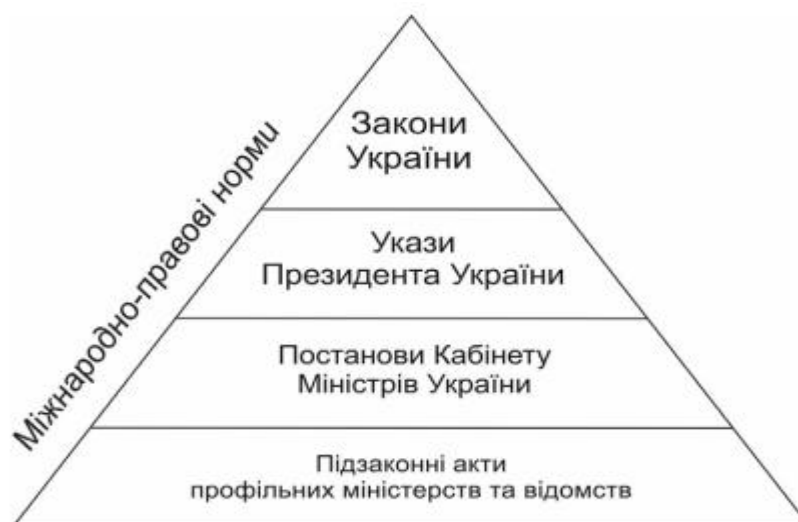 Міжнародно-правові норми
Закони
України
Укази
Президента України
Постанови Кабінету
Міністрів України
Підзаконні акти
профільних міністерств та відомств